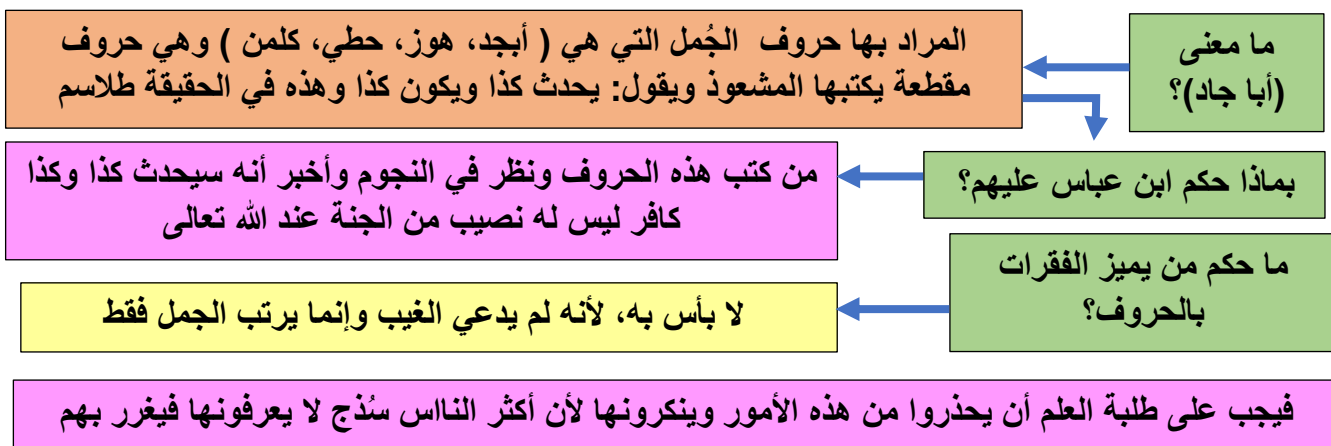 ما معنى
(أبا جاد)؟
المراد بها حروف الجُمل التي هي ( أبجد، هوز، حطي، كلمن ) وهي حروف
مقطعة يكتبها المشعوذ ويقول: يحدث كذا ويكون كذا وهذه في الحقيقة طلاسم
بماذا حكم ابن عباس عليهم؟
من كتب هذه الحروف ونظر في النجوم وأخبر أنه سيحدث كذا وكذا
كافر ليس له نصيب من الجنة عند الله تعالى
ما حكم من يميز الفقرات
بالحروف؟
لا بأس به، لأنه لم يدعي الغيب وإنما يرتب الجمل فقط
فيجب على طلبة العلم أن يحذروا من هذه الأمور وينكرونها لأن أكثر النااس سُذج لا يعرفونها فيغرر بهم